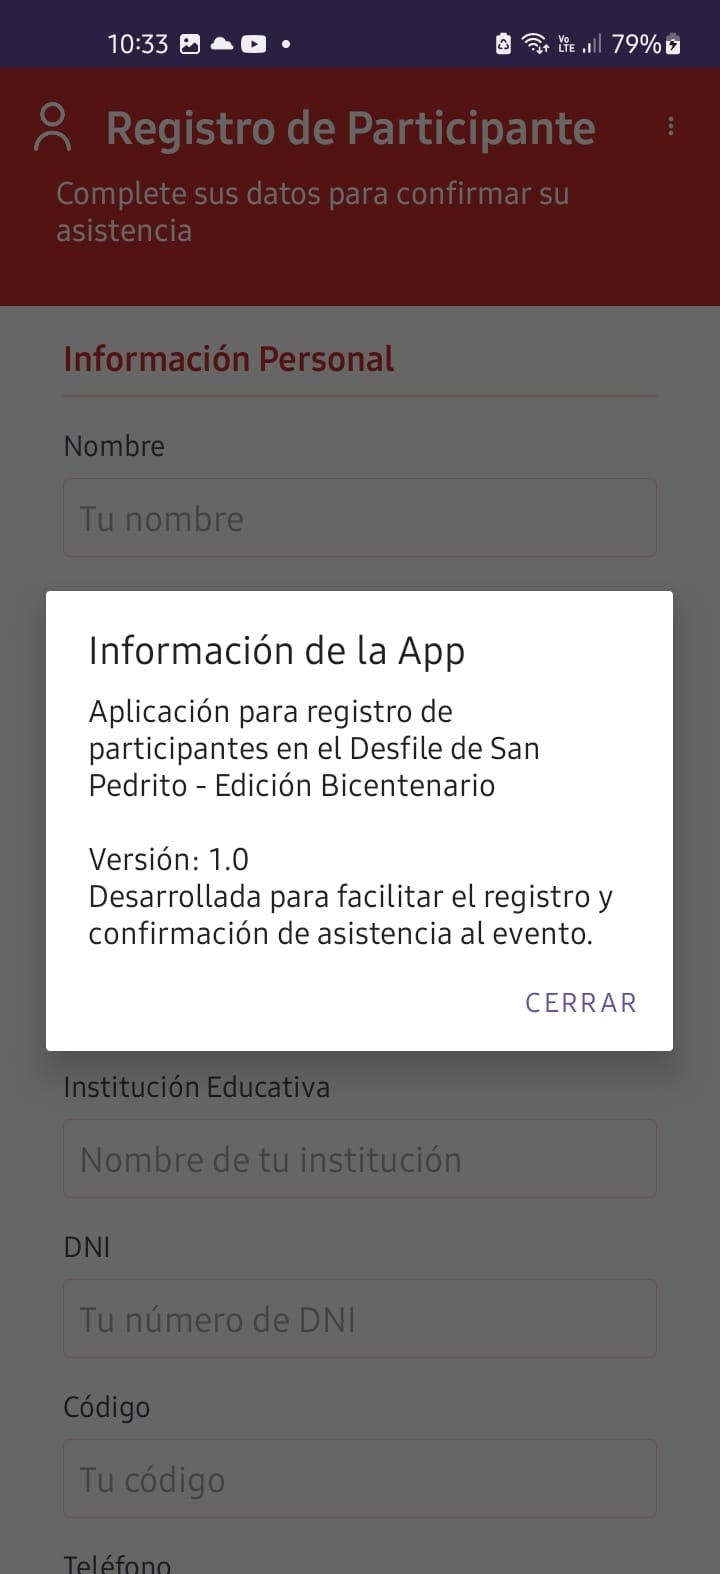 10:33
Vo
LTE
79%
Registro de Participante
Complete sus datos para confirmar su
asistencia
Información Personal
Nombre
Tu nombre
Información de la App
Aplicación para registro de
participantes en el Desfile de San
Pedrito - Edición Bicentenario
Versión: 1.0
Desarrollada para facilitar el registro y
confirmación de asistencia al evento.
CERRAR
Institución Educativa
Nombre de tu institución
DNI
Tu número de DNI
Código
Tu código
Teléfono